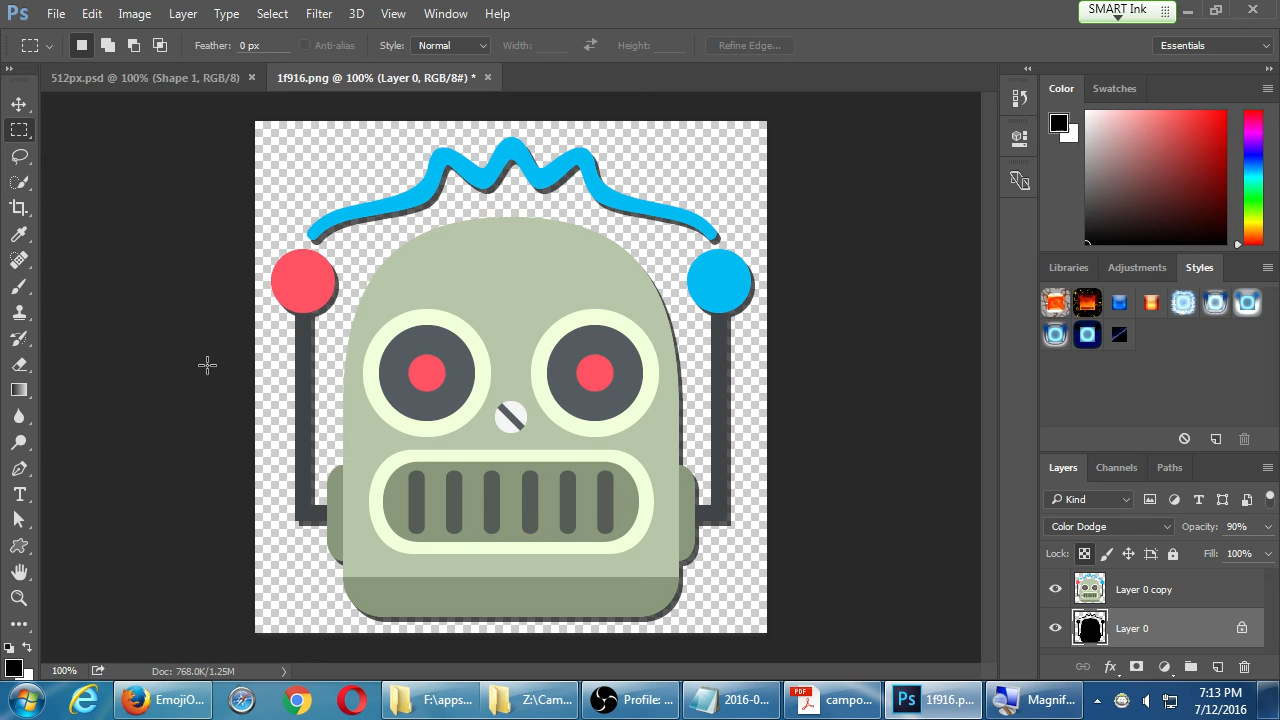 Ps File Edit Image Layer Type Select Filter 3D View Window Help SMART Ink
Feather: 0 px Anti-alias Style: Normal Width: Height: Refine Edge... Essentials
512px.psd @ 100% (Shape 1, RGB/8) 1f916.png @ 100% (Layer 0, RGB/8#) *
Color Swatches
Libraries Adjustments Styles
Layers Channels Paths
Kind
Color Dodge Opacity: 90%
Lock: Fill: 100%
Layer 0 copy
Layer 0
100% Doc: 768.0K/1.25M
EmojiO... F:\apps... Z:\Cam... Profile: ... 2016-0... PDF campo... Ps 1f916.p... Magnif... 7:13 PM
7/12/2016